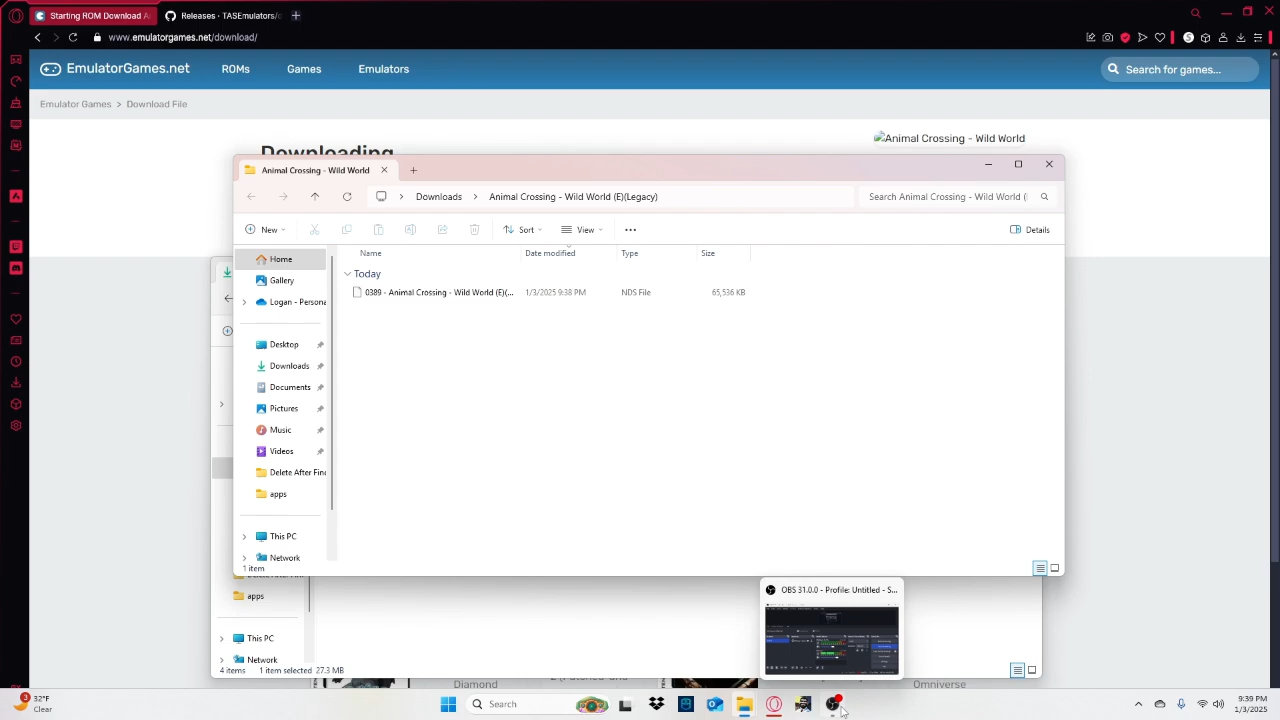 Starting ROM Download A
Releases · TASEmulators/
www.emulatorgames.net/download/
EmulatorGames.net
ROMs
Games
Emulators
Search for games...
Emulator Games > Download File
Downloading
Animal Crossing - Wild World
Animal Crossing - Wild World
Downloads > Animal Crossing - Wild World (E)(Legacy)
Search Animal Crossing - Wild World (
New
Sort
View
Details
Name
Date modified
Type
Size
Today
0389 - Animal Crossing - Wild World (E)(...
1/3/2025 9:38 PM
NDS File
65,536 KB
Home
Gallery
Logan - Persona
Desktop
Downloads
Documents
Pictures
Music
Videos
Delete After Fin
apps
This PC
Network
1 item
apps
This PC
Network
4 items
1 item selected 27.3 MB
OBS 31.0.0 - Profile: Untitled - S...
Diamond
Omniverse
3
32°F
Clear
Search
9:39 PM
1/3/2025